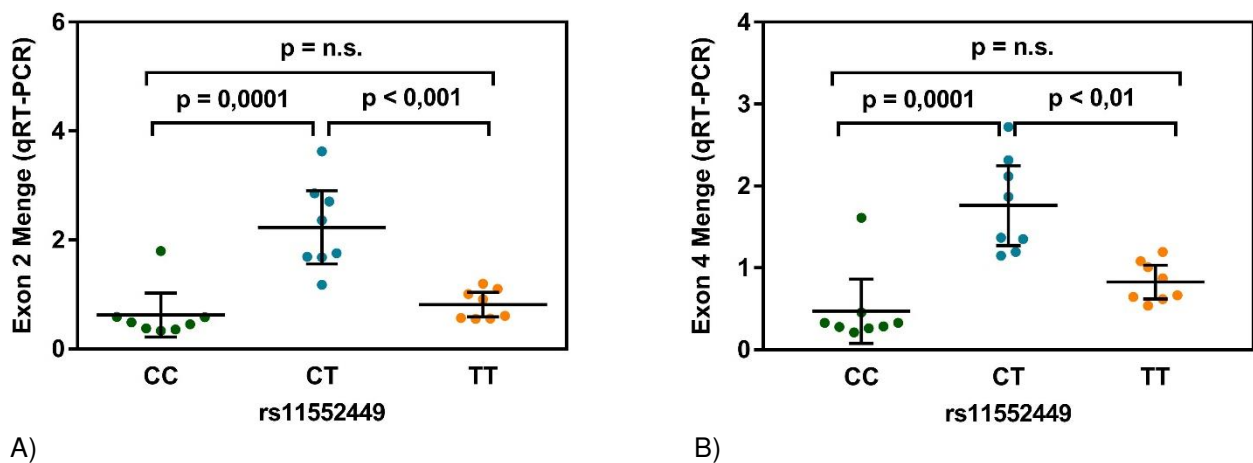 Exon 2 Menge (qRT-PCR)
6
4
2
0
p = n.s.
p = 0,0001
p < 0,001
CC
CT
TT
rs11552449
A)
Exon 4 Menge (qRT-PCR)
4
3
2
1
0
p = n.s.
p = 0,0001
p < 0,01
CC
CT
TT
rs11552449
B)